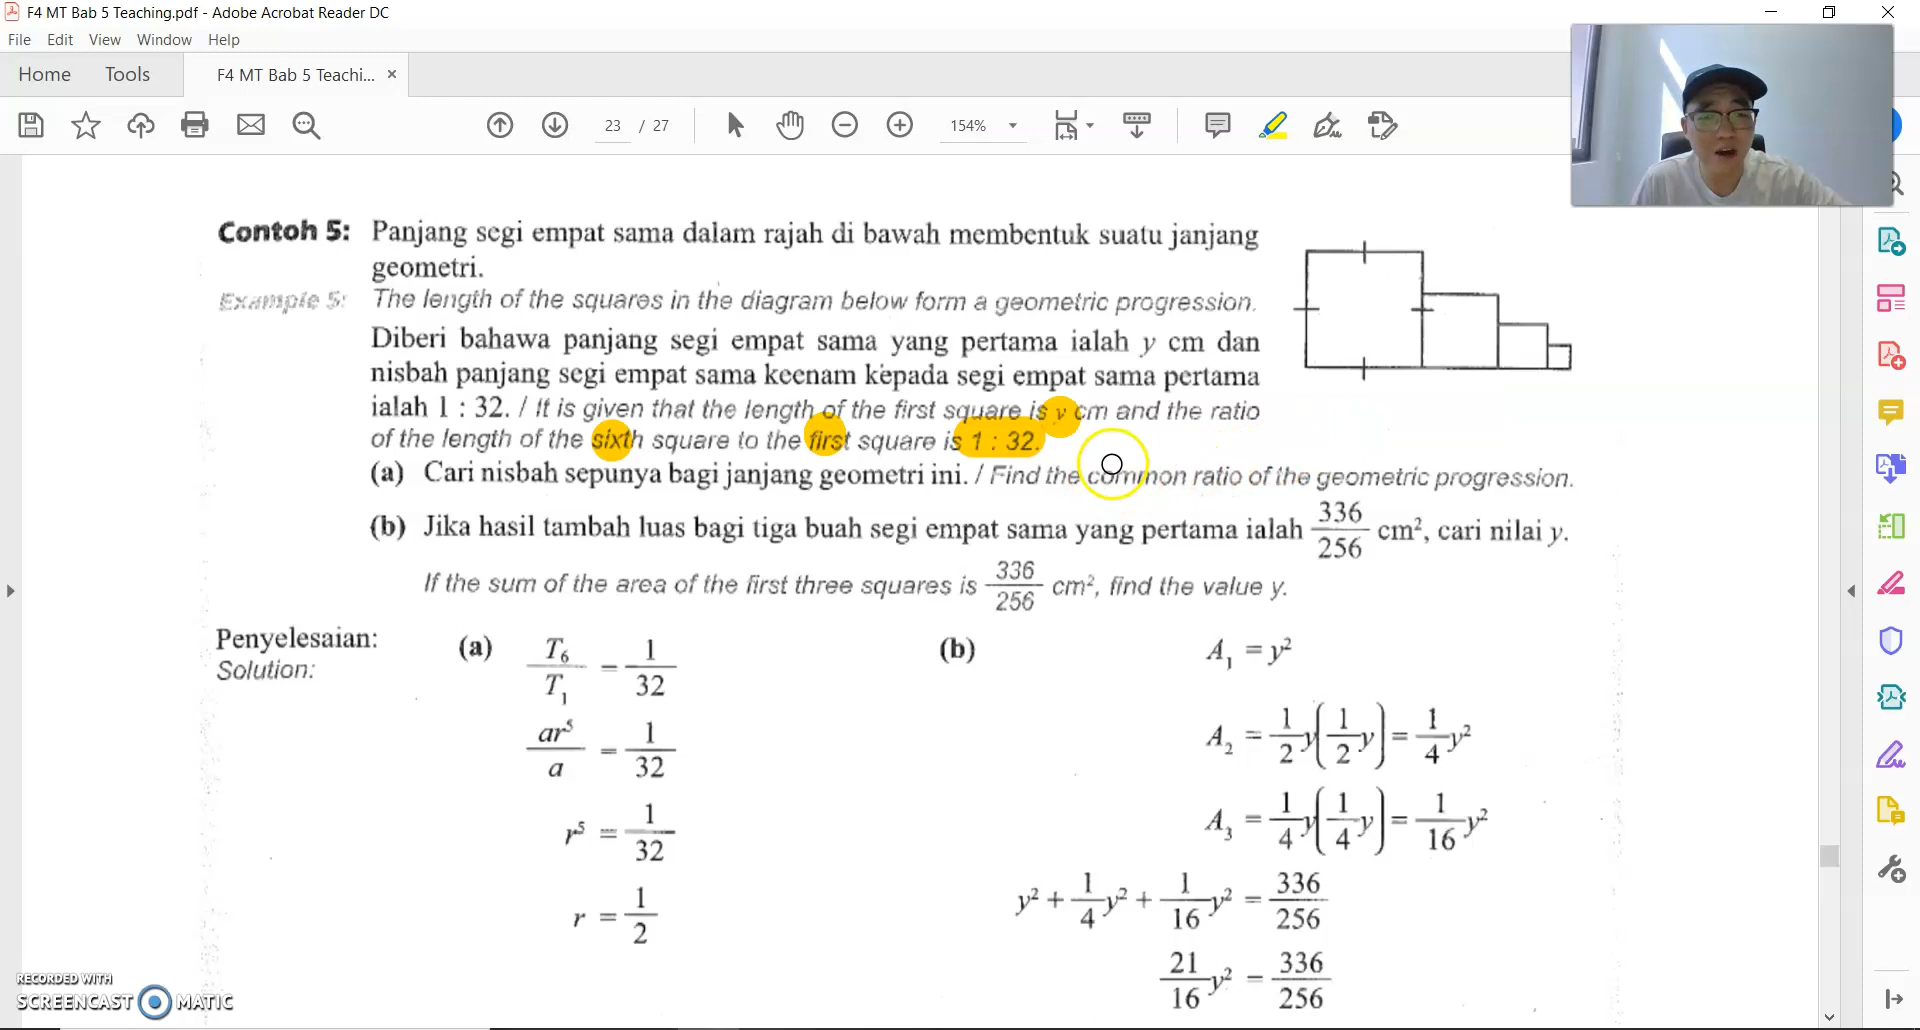 F4 MT Bab 5 Teaching.pdf - Adobe Acrobat Reader DC
File Edit View Window Help
Home Tools F4 MT Bab 5 Teachi... ×
23 / 27 154%
Contoh 5: Panjang segi empat sama dalam rajah di bawah membentuk suatu janjang
geometri.
Example 5: The length of the squares in the diagram below form a geometric progression.
Diberi bahawa panjang segi empat sama yang pertama ialah y cm dan
nisbah panjang segi empat sama keenam kepada segi empat sama pertama
ialah 1 : 32. / It is given that the length of the first square is y cm and the ratio
of the length of the sixth square to the first square is 1 : 32.
(a) Cari nisbah sepunya bagi janjang geometri ini. / Find the common ratio of the geometric progression.
(b) Jika hasil tambah luas bagi tiga buah segi empat sama yang pertama ialah 336/256 cm², cari nilai y.
If the sum of the area of the first three squares is 336/256 cm², find the value y.
Penyelesaian:
Solution:
(a) T₆/T₁ = 1/32
ar⁵/a = 1/32
r⁵ = 1/32
r = 1/2
(b) A₁ = y²
A₂ = 1/2 y(1/2 y) = 1/4 y²
A₃ = 1/4 y(1/4 y) = 1/16 y²
y² + 1/4 y² + 1/16 y² = 336/256
21/16 y² = 336/256
RECORDED WITH
SCREENCAST MATIC